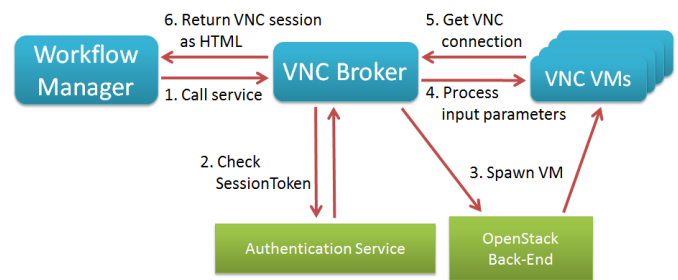 6. Return VNC session
as HTML
5. Get VNC
connection
Workflow
Manager
VNC Broker
VNC VMs
1. Call service
4. Process
input parameters
2. Check
SessionToken
3. Spawn VM
Authentication Service
OpenStack
Back-End